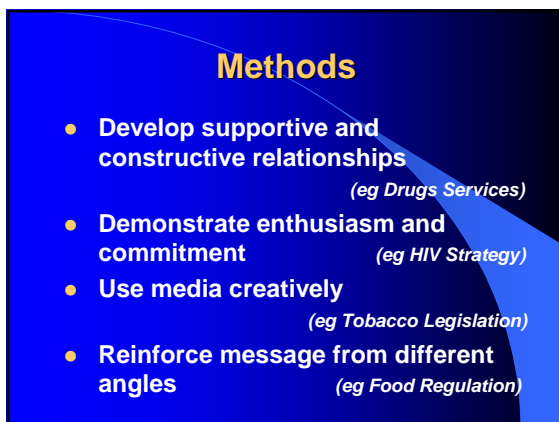 Methods
● Develop supportive and
constructive relationships
(eg Drugs Services)
● Demonstrate enthusiasm and
commitment (eg HIV Strategy)
● Use media creatively
(eg Tobacco Legislation)
● Reinforce message from different
angles (eg Food Regulation)